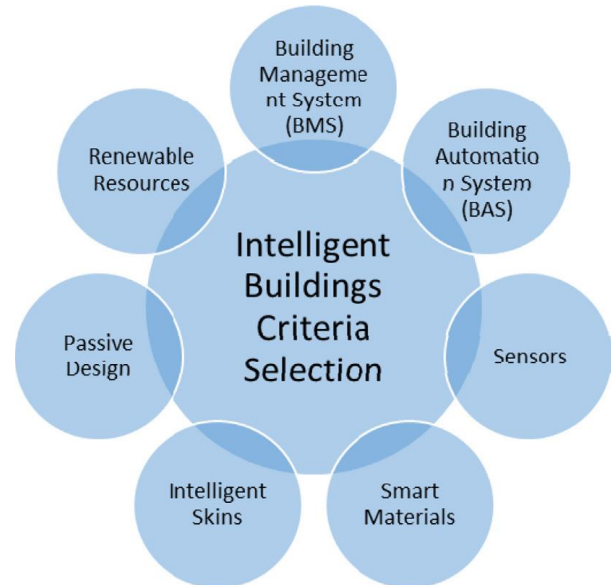 Building
Manageme
nt System
(BMS)
Building
Automatio
n System
(BAS)
Renewable
Resources
Intelligent
Buildings
Criteria
Selection
Passive
Design
Sensors
Intelligent
Skins
Smart
Materials